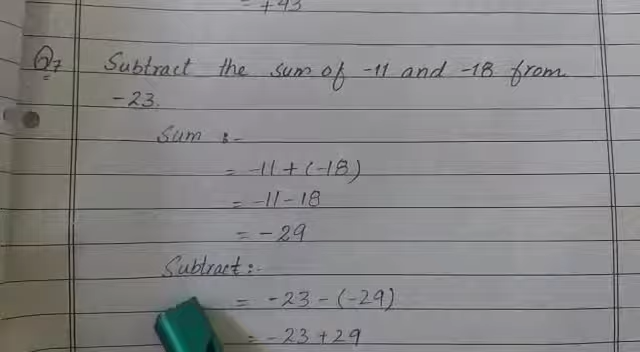 = +43
Q7 Subtract the sum of -11 and -18 from
-23.
Sum :-
= -11 + (-18)
= -11 - 18
= -29
Subtract :-
= -23 - (-29)
= -23 + 29